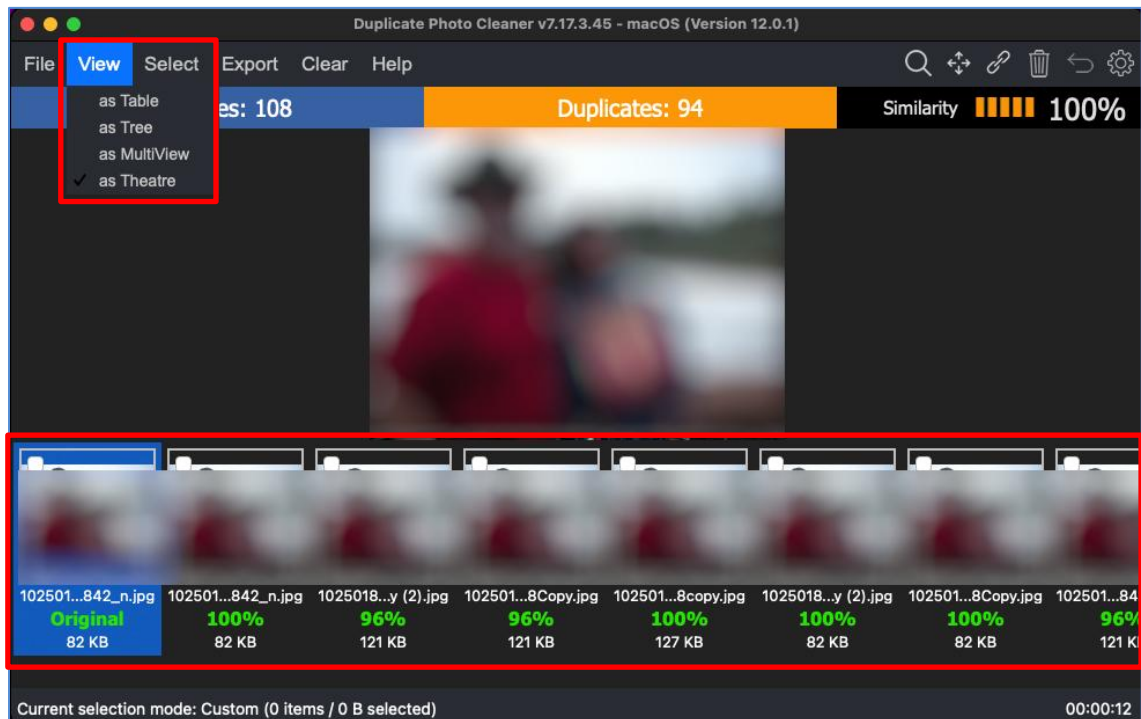 Duplicate Photo Cleaner v7.17.3.45 - macOS (Version 12.0.1)
File View Select Export Clear Help
as Table
as Tree
as MultiView
as Theatre
es: 108
Duplicates: 94
Similarity 100%
102501...842_n.jpg 102501...842_n.jpg 1025018...y (2).jpg 102501...8Copy.jpg 102501...8copy.jpg 1025018...y (2).jpg 102501...8Copy.jpg 102501...84
Original 100% 96% 96% 100% 100% 100% 96%
82 KB 82 KB 121 KB 121 KB 127 KB 82 KB 82 KB 121 K
Current selection mode: Custom (0 items / 0 B selected) 00:00:12